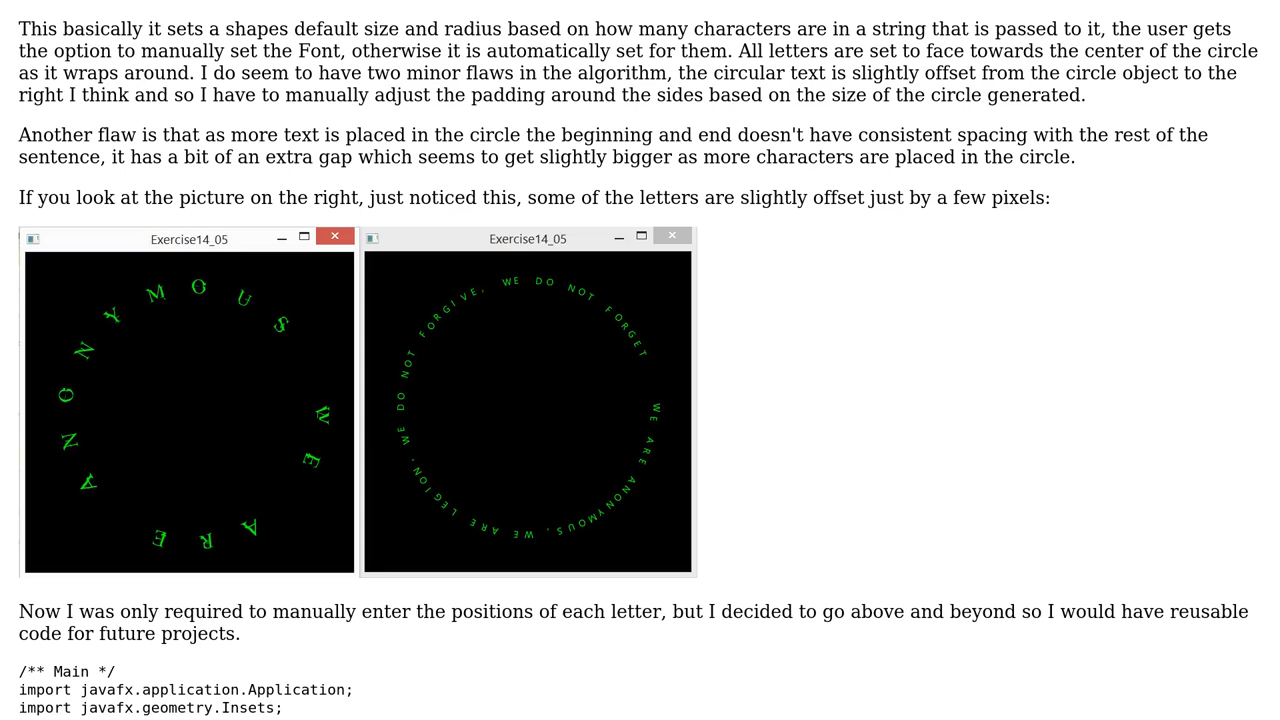 This basically it sets a shapes default size and radius based on how many characters are in a string that is passed to it, the user gets
the option to manually set the Font, otherwise it is automatically set for them. All letters are set to face towards the center of the circle
as it wraps around. I do seem to have two minor flaws in the algorithm, the circular text is slightly offset from the circle object to the
right I think and so I have to manually adjust the padding around the sides based on the size of the circle generated.
Another flaw is that as more text is placed in the circle the beginning and end doesn't have consistent spacing with the rest of the
sentence, it has a bit of an extra gap which seems to get slightly bigger as more characters are placed in the circle.
If you look at the picture on the right, just noticed this, some of the letters are slightly offset just by a few pixels:
Exercise14_05
WE ARE ANONYMOUS
Exercise14_05
WE ARE ANONYMOUS, WE ARE LEGION, WE DO NOT FORGIVE, WE DO NOT FORGET
Now I was only required to manually enter the positions of each letter, but I decided to go above and beyond so I would have reusable
code for future projects.
/** Main */
import javafx.application.Application;
import javafx.geometry.Insets;